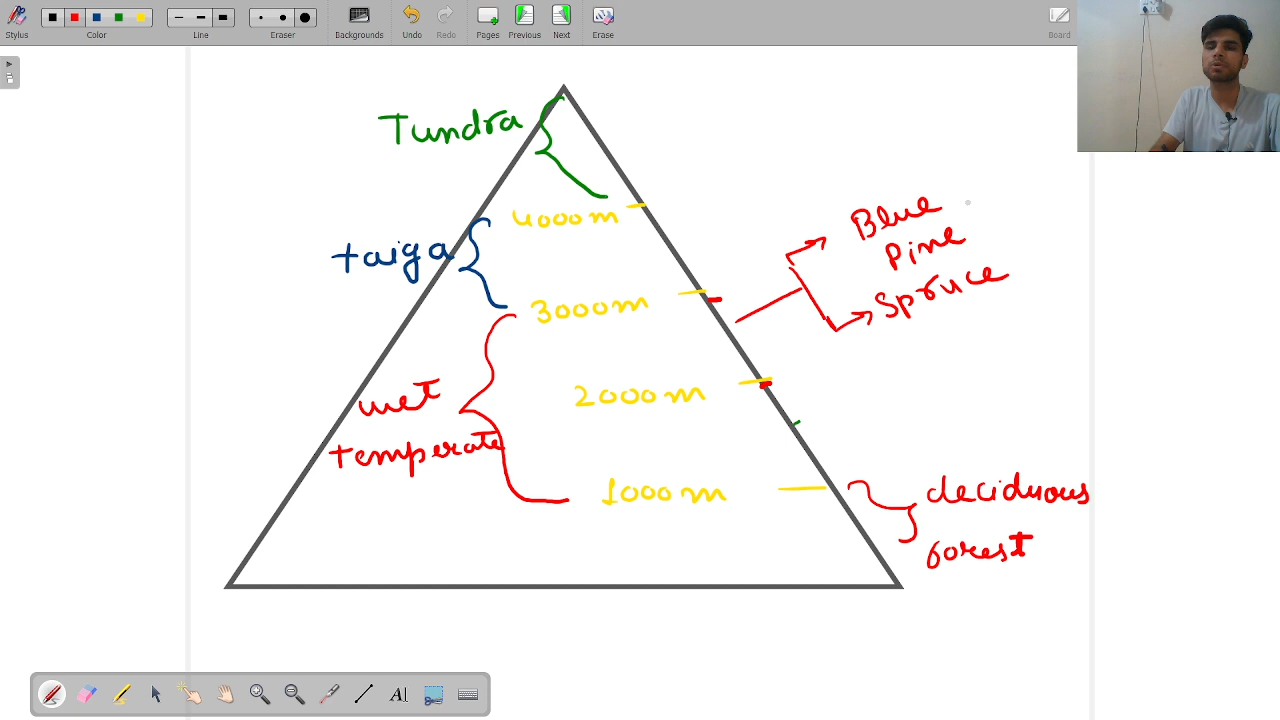 Stylus
Color
Line
Eraser
Backgrounds
Undo
Redo
Pages
Previous
Next
Erase
Board
Tundra
4000m
taiga
3000m
Blue
Pine
Spruce
2000m
wet
temperate
1000m
deciduous
forest
AI